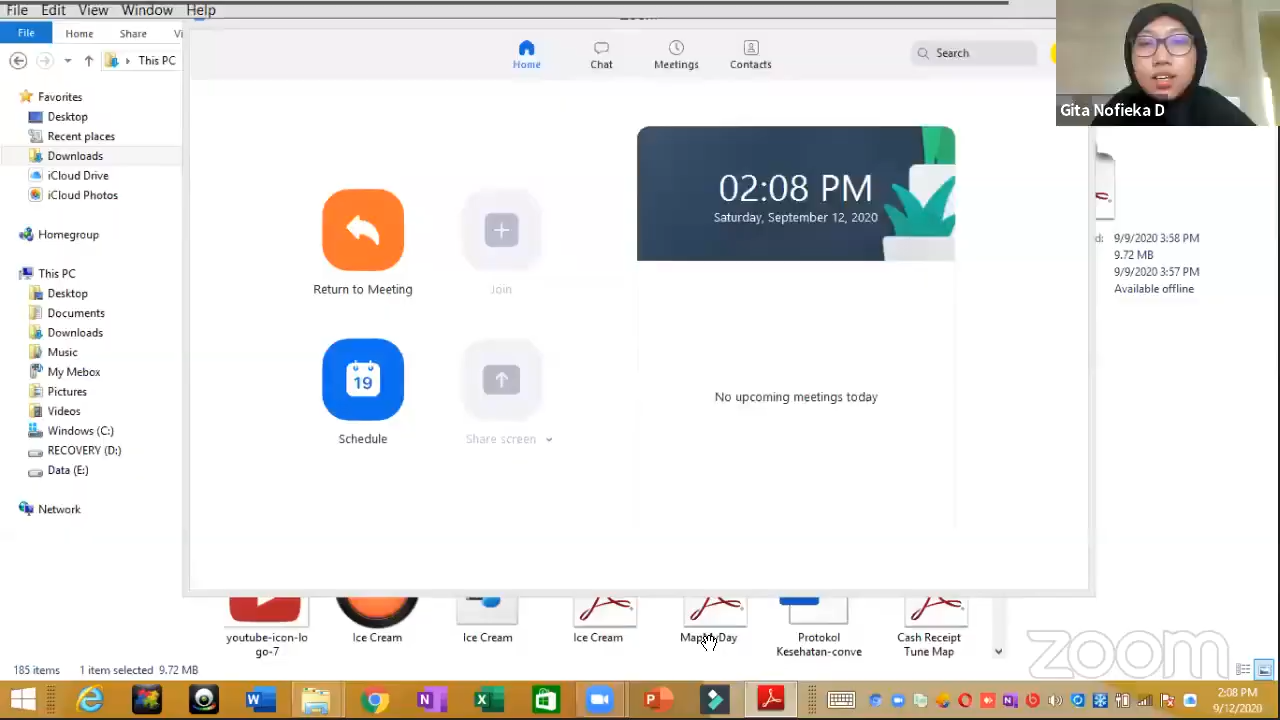 File Edit View Window Help
File Home Share Vi
This PC
Home Chat Meetings Contacts
Search
Gita Nofieka D
Favorites
Desktop
Recent places
Downloads
iCloud Drive
iCloud Photos
Homegroup
This PC
Desktop
Documents
Downloads
Music
My Mebox
Pictures
Videos
Windows (C:)
RECOVERY (D:)
Data (E:)
Network
Return to Meeting
Join
19
Schedule
Share screen
02:08 PM
Saturday, September 12, 2020
No upcoming meetings today
d: 9/9/2020 3:58 PM
9.72 MB
9/9/2020 3:57 PM
Available offline
youtube-icon-lo
go-7
Ice Cream
Ice Cream
Ice Cream
Day
Protokol
Kesehatan-conve
Cash Receipt
Tune Map
zoom
185 items 1 item selected 9.72 MB
2:08 PM
9/12/2020